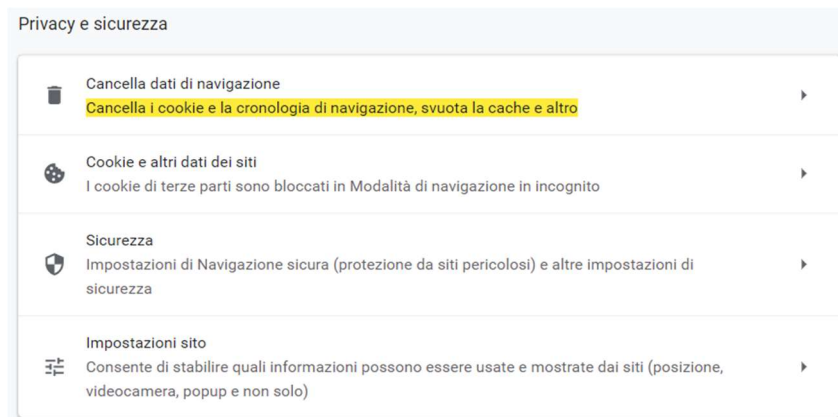 Privacy e sicurezza
Cancella dati di navigazione
Cancella i cookie e la cronologia di navigazione, svuota la cache e altro
Cookie e altri dati dei siti
I cookie di terze parti sono bloccati in Modalità di navigazione in incognito
Sicurezza
Impostazioni di Navigazione sicura (protezione da siti pericolosi) e altre impostazioni di
sicurezza
Impostazioni sito
Consente di stabilire quali informazioni possono essere usate e mostrate dai siti (posizione,
videocamera, popup e non solo)